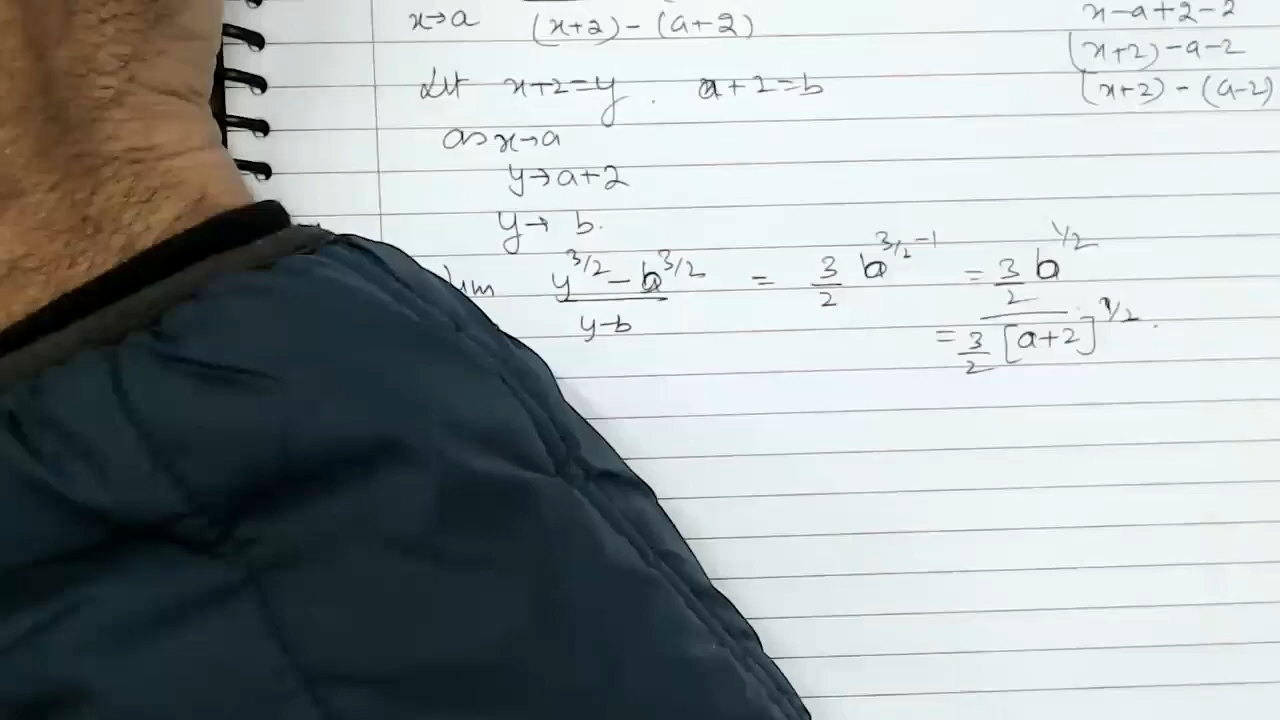 x→a (x+2)-(a+2)
x-a+2-2
(x+2)-a-2
(x+2)-(a-2)
Let x+2=y. a+2=b
as x→a
y→a+2
y→ b.
lim y^3/2 - b^3/2 / y-b = 3/2 b^3/2-1 = 3/2 b^1/2
= 3/2 [a+2]^1/2.